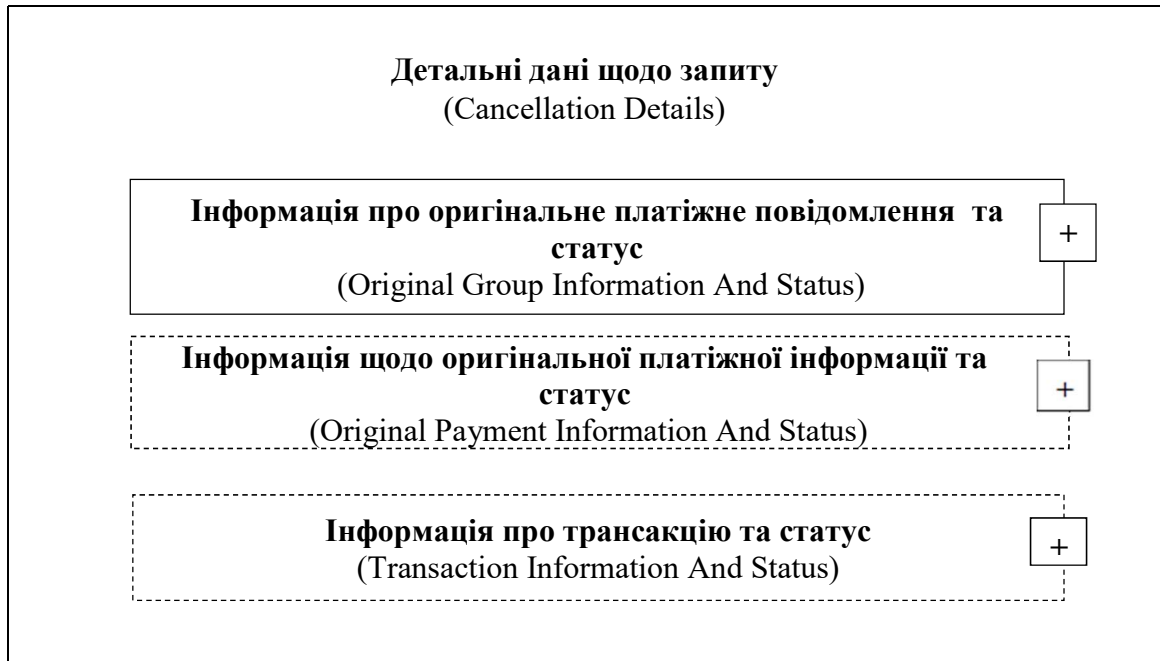 Детальні дані щодо запиту
(Cancellation Details)
Інформація про оригінальне платіжне повідомлення та
статус
(Original Group Information And Status)
+
Інформація щодо оригінальної платіжної інформації та
статус
(Original Payment Information And Status)
+
Інформація про трансакцію та статус
(Transaction Information And Status)
+